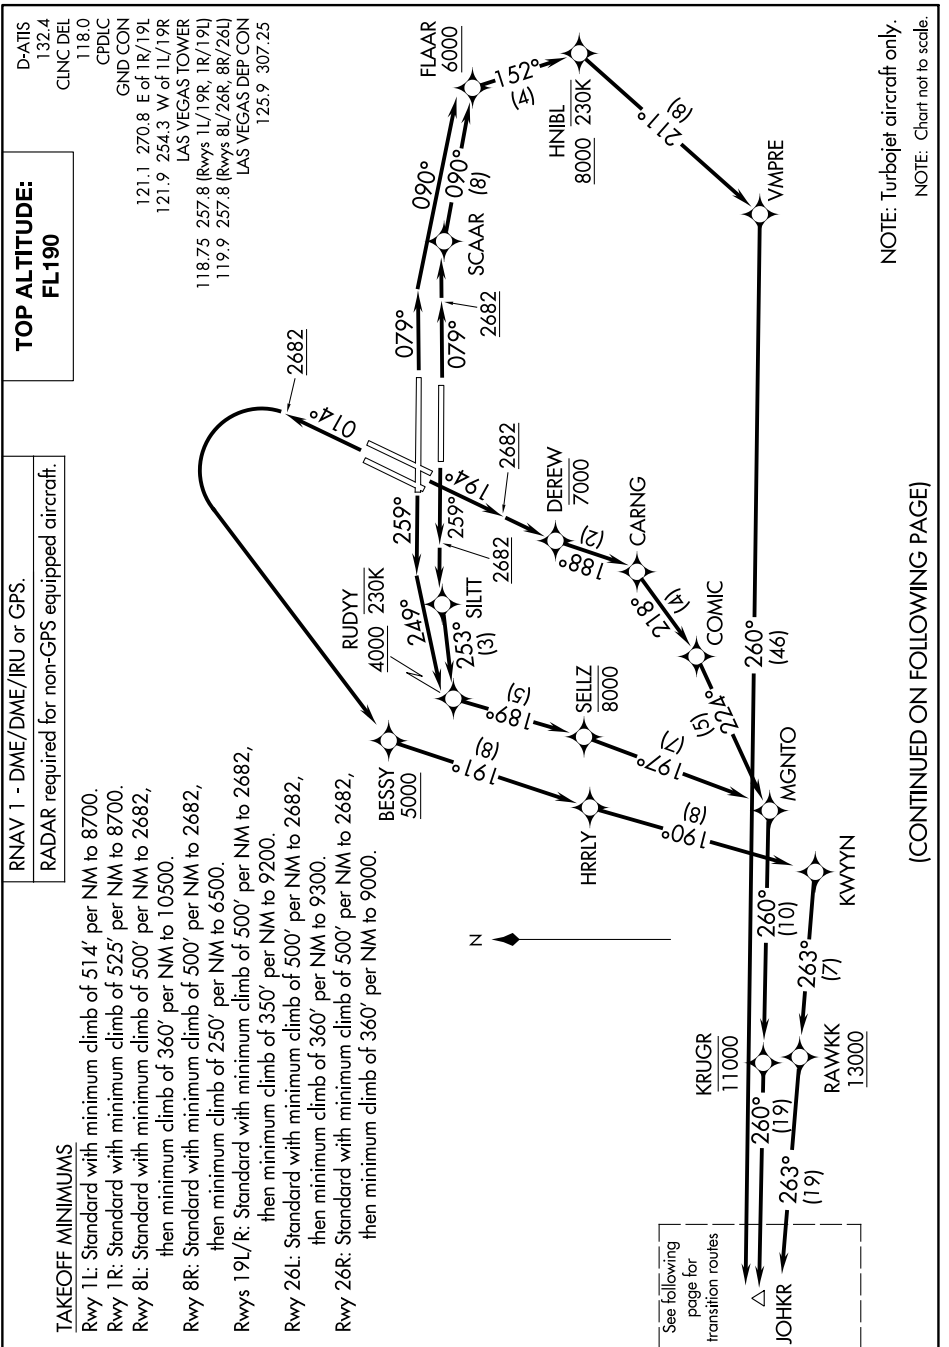 RNAV 1 - DME/DME/IRU or GPS.
RADAR required for non-GPS equipped aircraft.
TOP ALTITUDE:
FL190
D-ATIS
132.4
CLNC DEL
118.0
CPDLC
GND CON
121.1 270.8 E of 1R/19L
121.9 254.3 W of 1L/19R
LAS VEGAS TOWER
118.75 257.8 (Rwys 1L/19R, 1R/19L)
119.9 257.8 (Rwys 8L/26R, 8R/26L)
LAS VEGAS DEP CON
125.9 307.25
TAKEOFF MINIMUMS
Rwy 1L: Standard with minimum climb of 514' per NM to 8700.
Rwy 1R: Standard with minimum climb of 525' per NM to 8700.
Rwy 8L: Standard with minimum climb of 500' per NM to 2682,
then minimum climb of 360' per NM to 10500.
Rwy 8R: Standard with minimum climb of 500' per NM to 2682,
then minimum climb of 250' per NM to 6500.
Rwys 19L/R: Standard with minimum climb of 500' per NM to 2682,
then minimum climb of 350' per NM to 9200.
Rwy 26L: Standard with minimum climb of 500' per NM to 2682,
then minimum climb of 360' per NM to 9300.
Rwy 26R: Standard with minimum climb of 500' per NM to 2682,
then minimum climb of 360' per NM to 9000.
2682
014°
BESSY
5000
191°
(8)
HRRLY
190°
(8)
KWYYN
263°
(7)
RAWKK
13000
263°
(19)
RUDYY
4000 230K
259°
249°
259°
2682
SILTT
253°
(3)
189°
(5)
SELLZ
8000
197°
(7)
MGNTO
260°
(10)
KRUGR
11000
260°
(19)
194°
2682
DEREW
7000
188°
(2)
CARNG
218°
(4)
COMIC
224°
(5)
079°
090°
079°
2682
SCAAR
090°
(8)
FLAAR
6000
152°
(4)
HNIBL
8000 230K
211°
(8)
VMPRE
260°
(46)
N
See following
page for
transition routes
JOHKR
NOTE: Turbojet aircraft only.
NOTE: Chart not to scale.
(CONTINUED ON FOLLOWING PAGE)